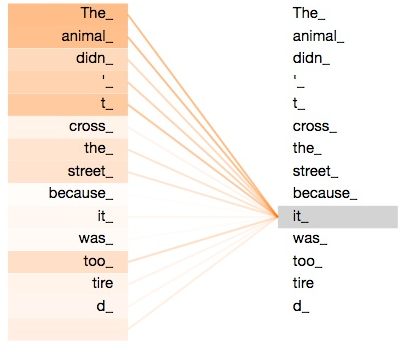 The_ The_
animal_ animal_
didn_ didn_
'_ '_
t_ t_
cross_ cross_
the_ the_
street_ street_
because_ because_
it_ it_
was_ was_
too_ too_
tire tire
d_ d_